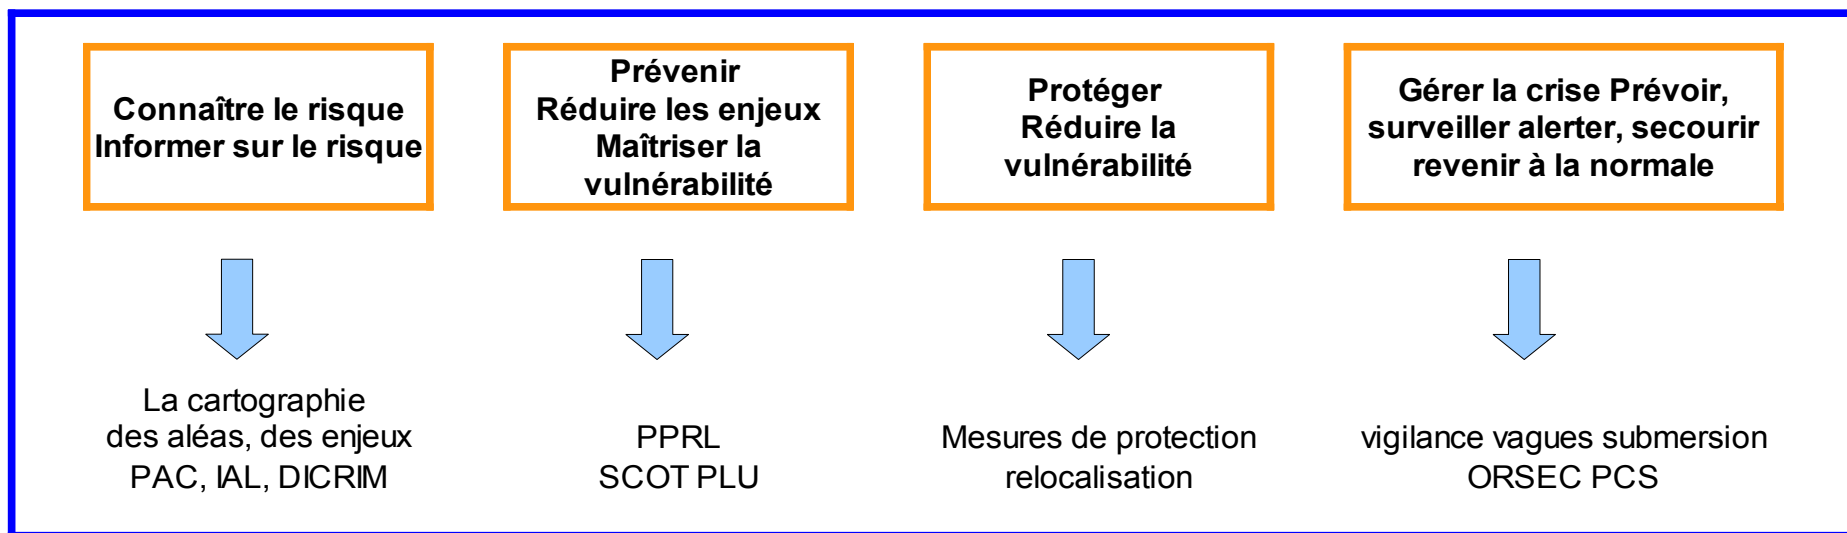 Connaître le risque
Informer sur le risque
Prévenir
Réduire les enjeux
Maîtriser la
vulnérabilité
Protéger
Réduire la
vulnérabilité
Gérer la crise Prévoir,
surveiller alerter, secourir
revenir à la normale
La cartographie
des aléas, des enjeux
PAC, IAL, DICRIM
PPRL
SCOT PLU
Mesures de protection
relocalisation
vigilance vagues submersion
ORSEC PCS